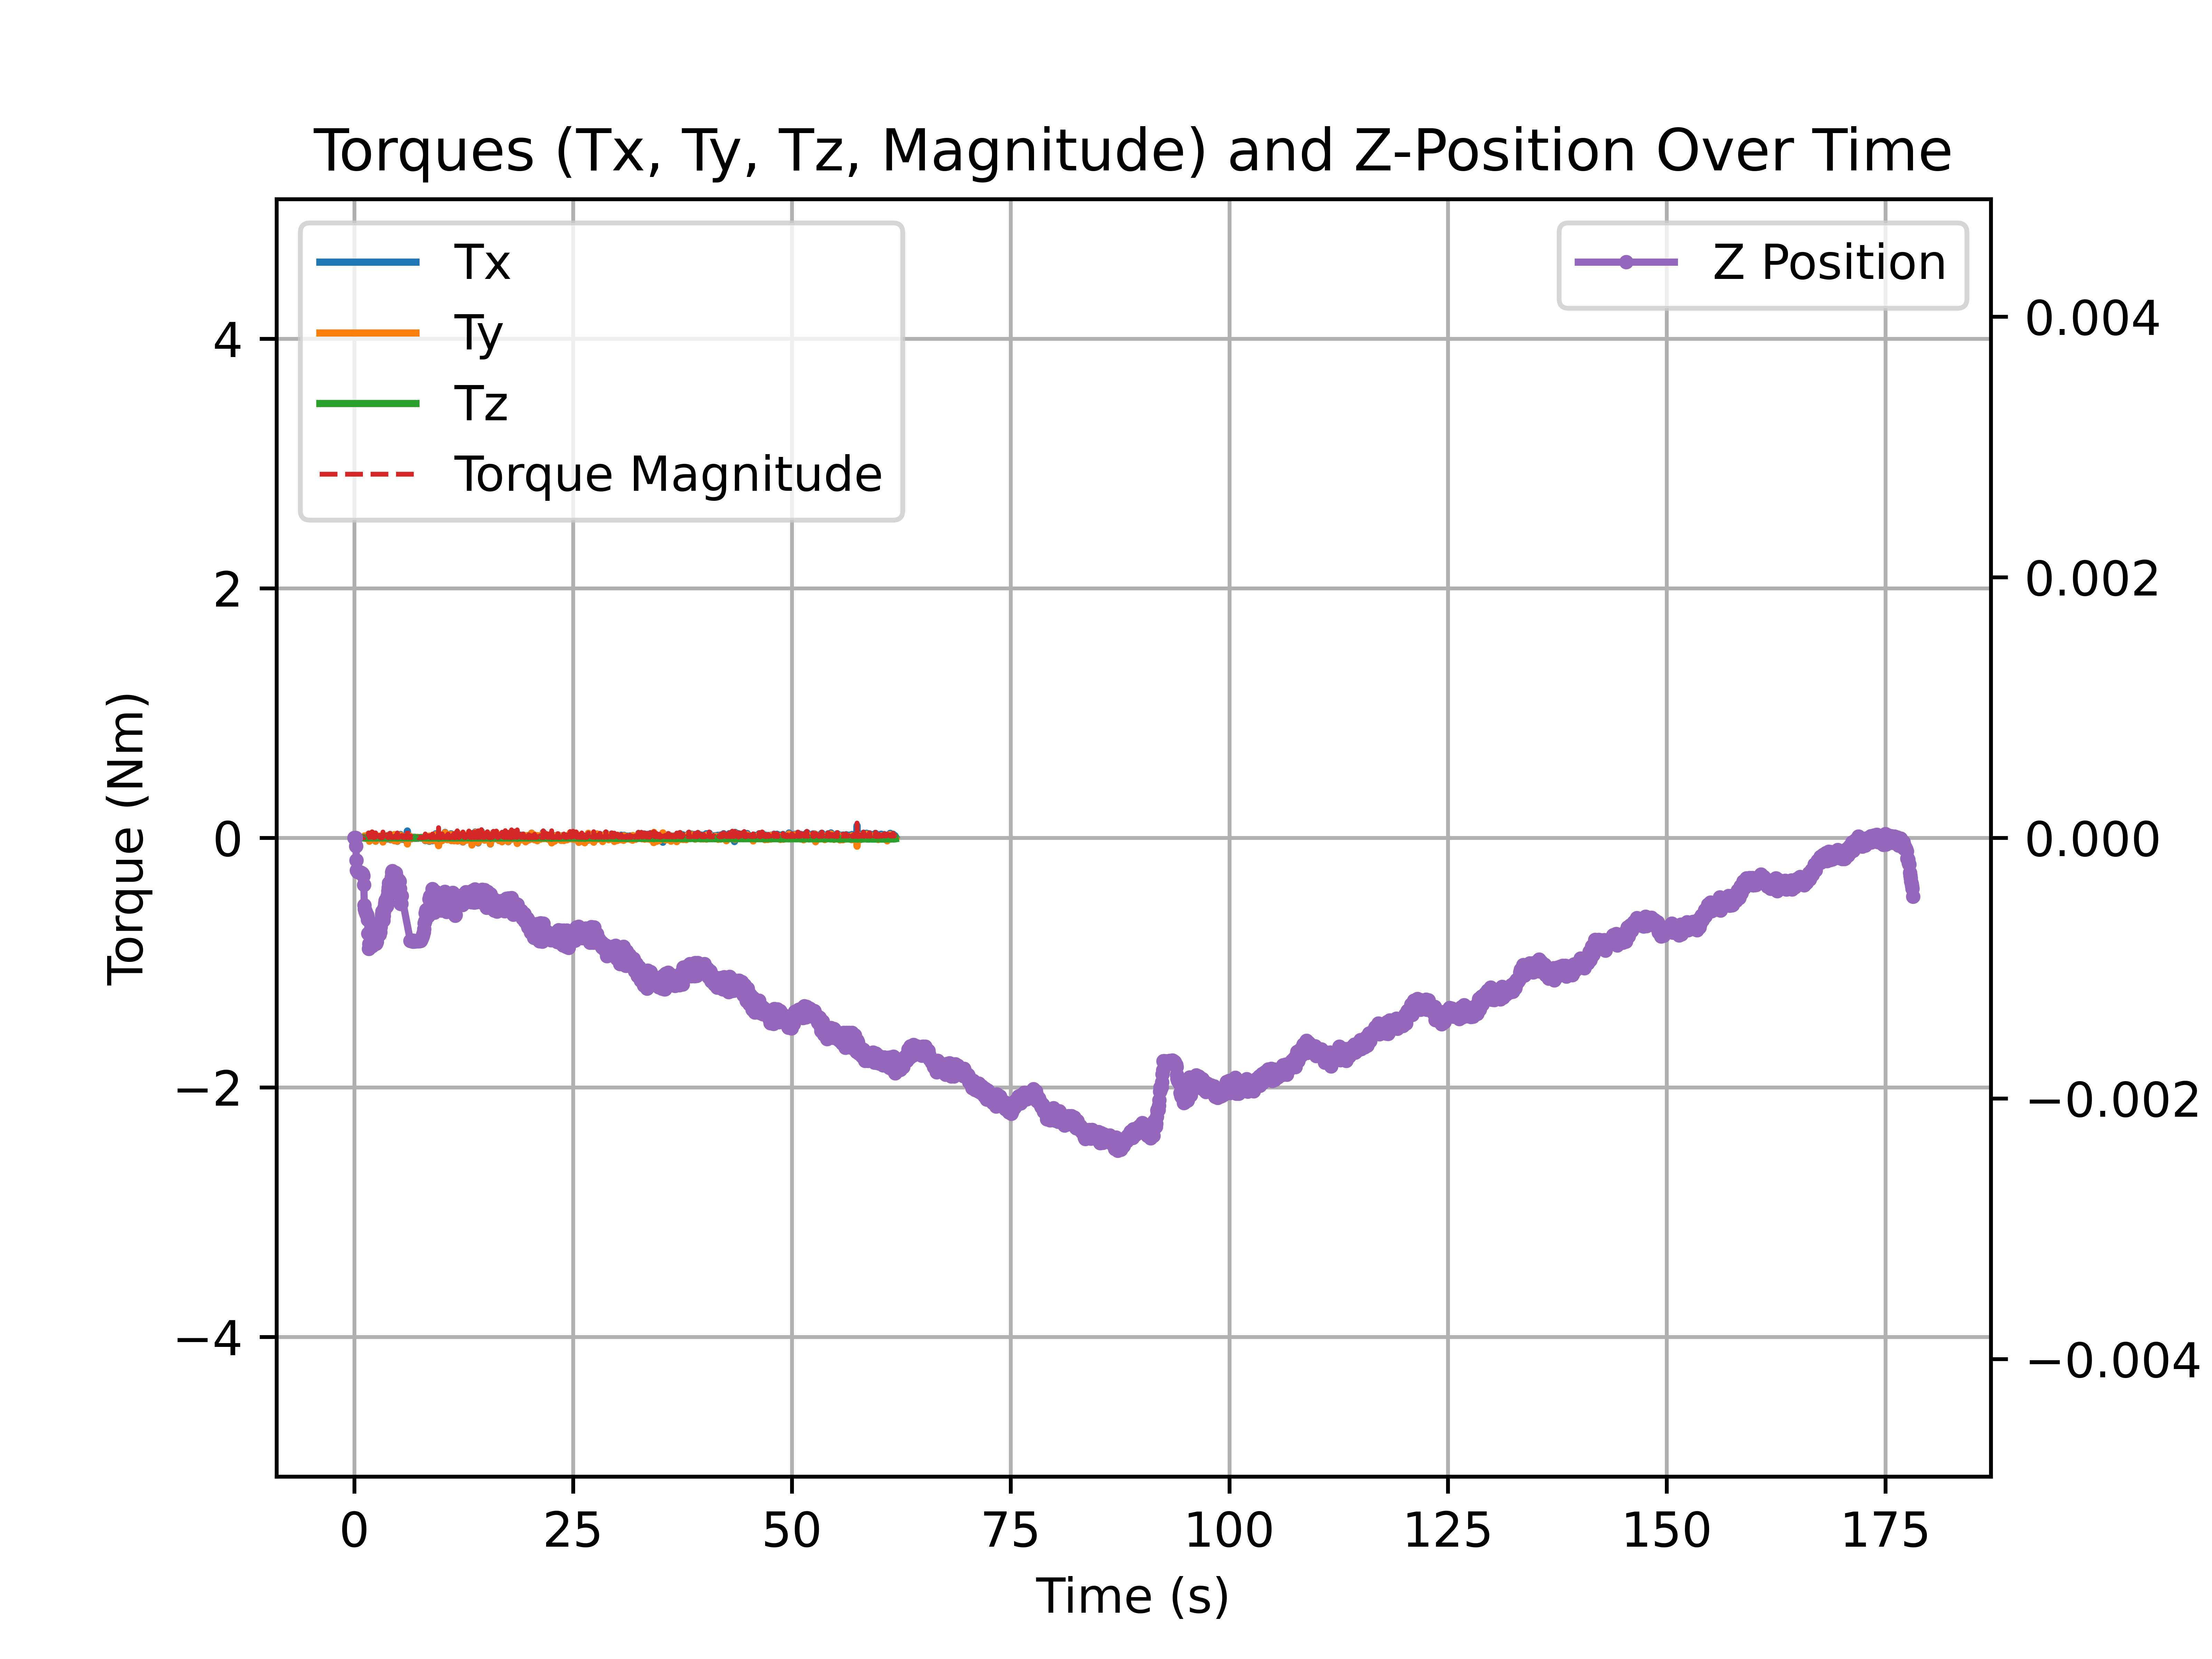 Torques (Tx, Ty, Tz, Magnitude) and Z-Position Over Time
Tx
Ty
Tz
Torque Magnitude
Z Position
4
2
0
−2
−4
Torque (Nm)
0.004
0.002
0.000
−0.002
−0.004
0 25 50 75 100 125 150 175
Time (s)